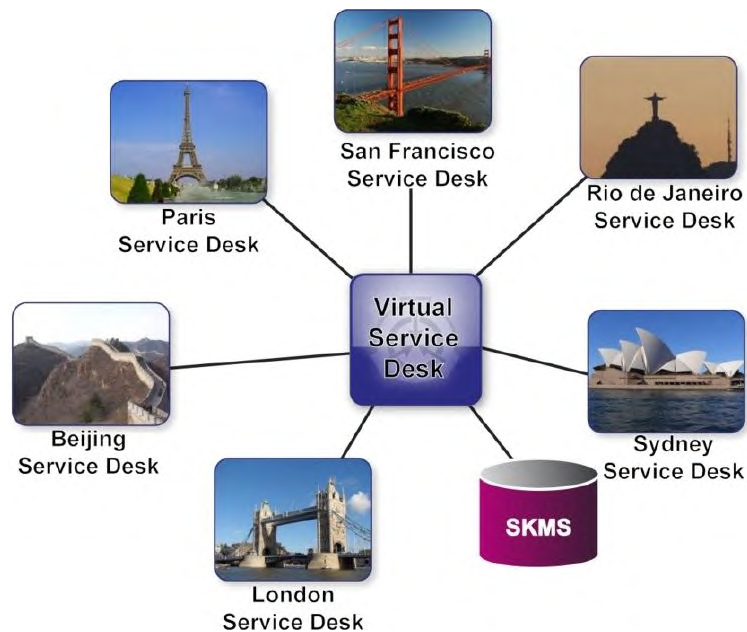 San Francisco
Service Desk
Rio de Janeiro
Service Desk
Paris
Service Desk
Virtual
Service
Desk
Beijing
Service Desk
Sydney
Service Desk
SKMS
London
Service Desk